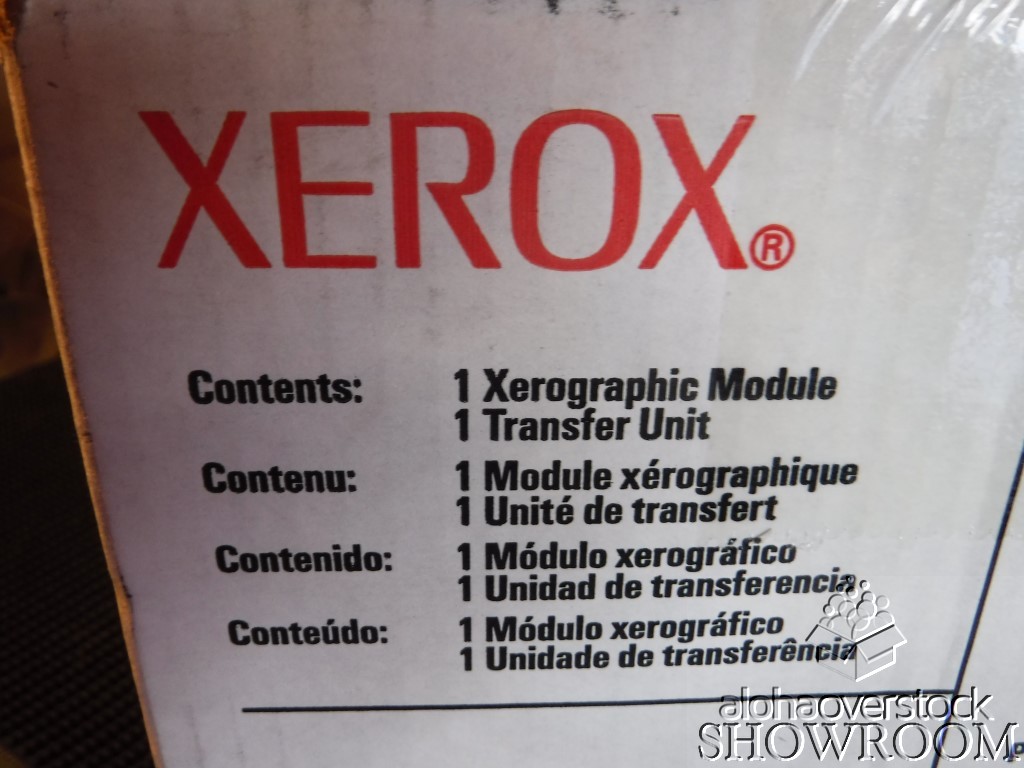 XEROX®
Contents: 1 Xerographic Module
1 Transfer Unit
Contenu: 1 Module xérographique
1 Unité de transfert
Contenido: 1 Módulo xerográfico
1 Unidad de transferencia
Conteúdo: 1 Módulo xerográfico
1 Unidade de transferência
alohaoverstock
SHOWROOM